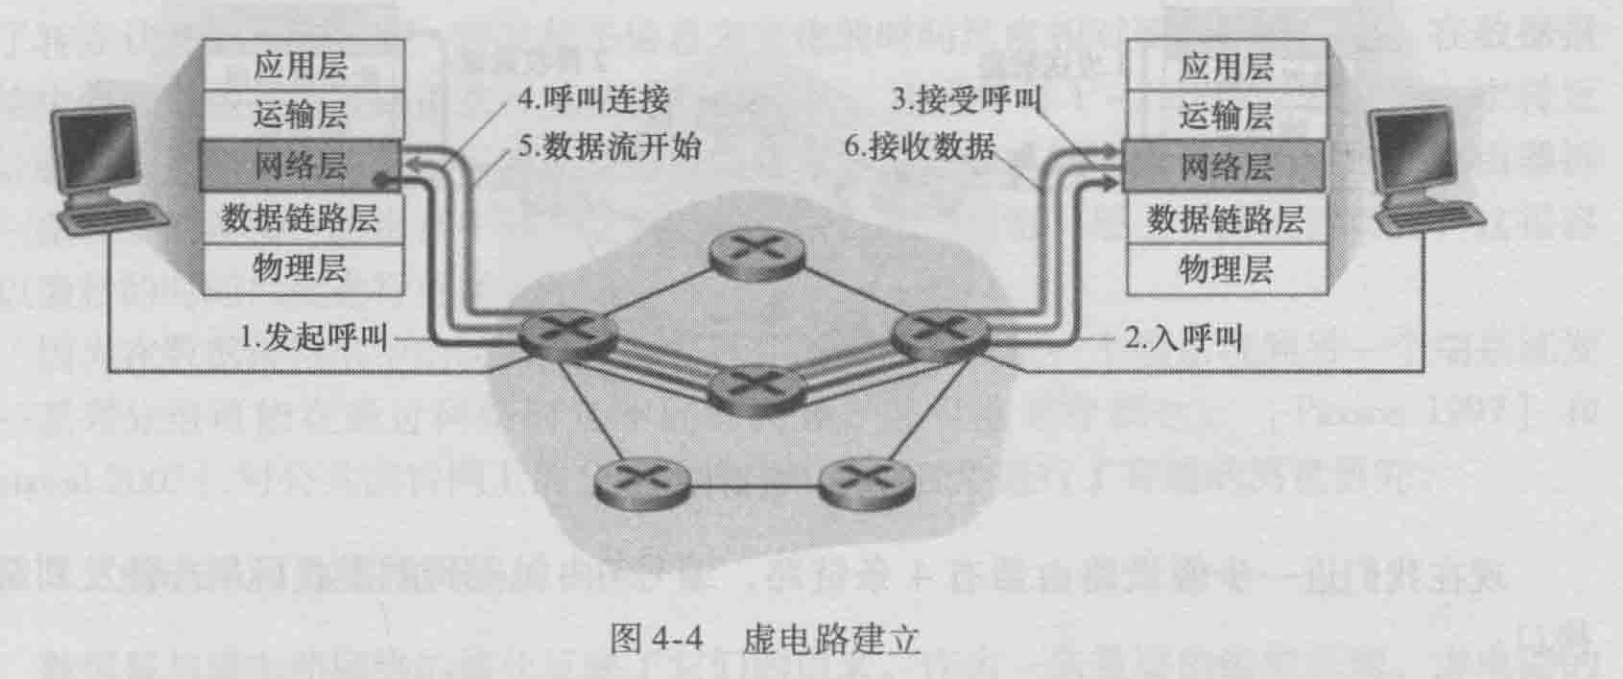 应用层
运输层
网络层
数据链路层
物理层
4.呼叫连接
5.数据流开始
3.接受呼叫
6.接收数据
应用层
运输层
网络层
数据链路层
物理层
1.发起呼叫
2.入呼叫
图 4-4 虚电路建立